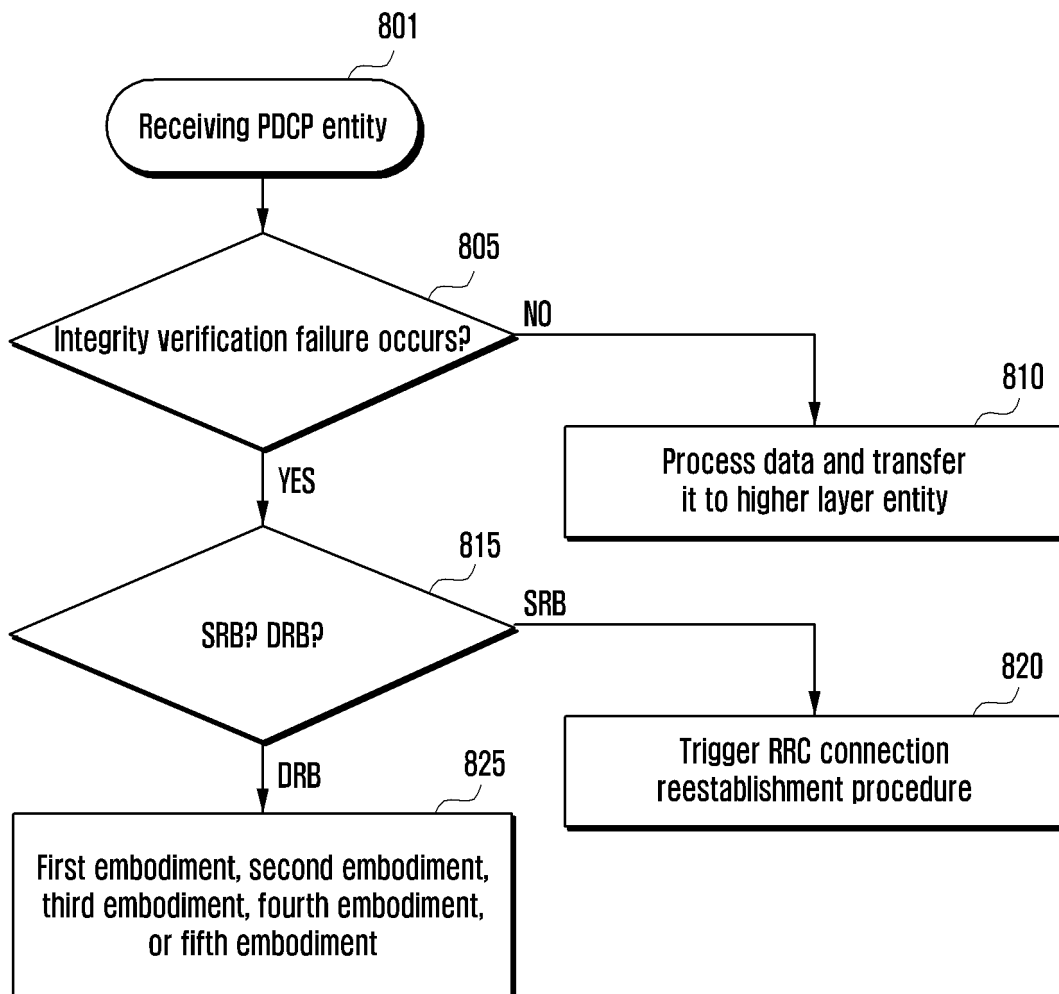 801
Receiving PDCP entity
805
Integrity verification failure occurs?
NO
810
Process data and transfer
it to higher layer entity
YES
815
SRB? DRB?
SRB
820
Trigger RRC connection
reestablishment procedure
DRB
825
First embodiment, second embodiment,
third embodiment, fourth embodiment,
or fifth embodiment